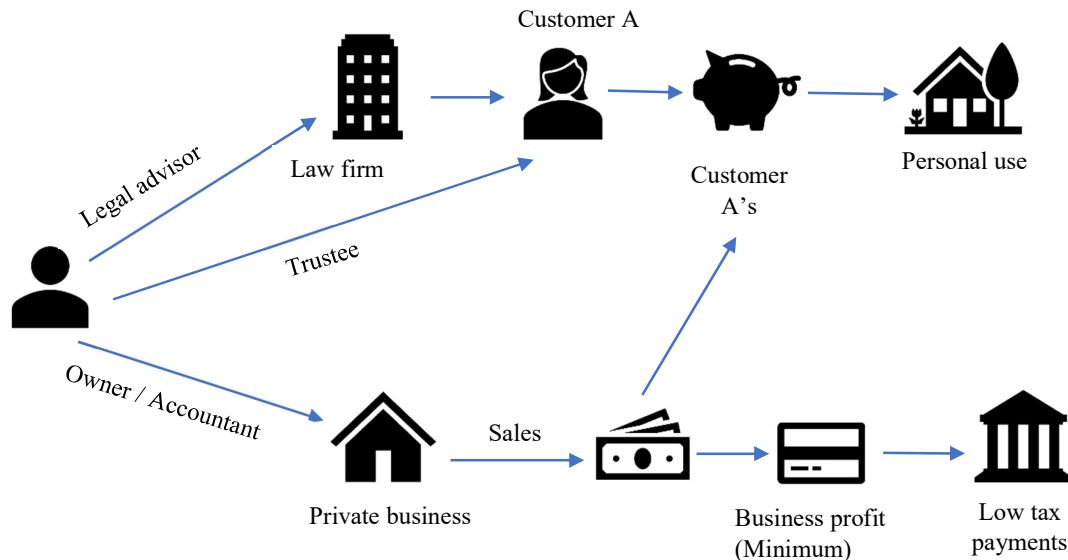 Customer A
Law firm
Legal advisor
Customer
A’s
Personal use
Trustee
Owner / Accountant
Sales
Private business
Business profit
(Minimum)
Low tax
payments